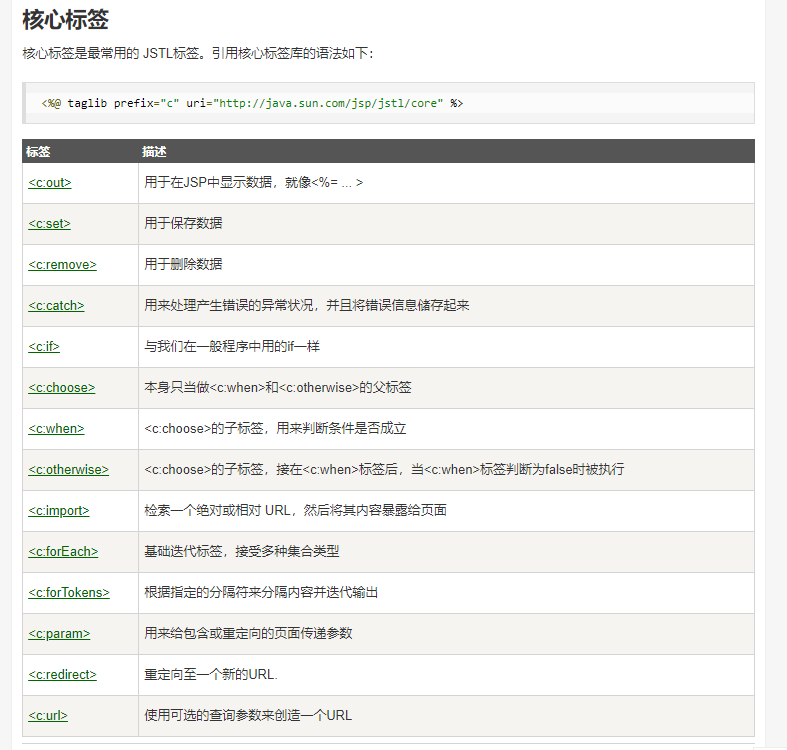 核心标签
核心标签是最常用的 JSTL标签。引用核心标签库的语法如下：
<%@ taglib prefix="c" uri="http://java.sun.com/jsp/jstl/core" %>
标签 描述
<c:out> 用于在JSP中显示数据，就像<%= ... >
<c:set> 用于保存数据
<c:remove> 用于删除数据
<c:catch> 用来处理产生错误的异常状况，并且将错误信息储存起来
<c:if> 与我们在一般程序中用的if一样
<c:choose> 本身只当做<c:when>和<c:otherwise>的父标签
<c:when> <c:choose>的子标签，用来判断条件是否成立
<c:otherwise> <c:choose>的子标签，接在<c:when>标签后，当<c:when>标签判断为false时被执行
<c:import> 检索一个绝对或相对 URL，然后将其内容暴露给页面
<c:forEach> 基础迭代标签，接受多种集合类型
<c:forTokens> 根据指定的分隔符来分隔内容并迭代输出
<c:param> 用来给包含或重定向的页面传递参数
<c:redirect> 重定向至一个新的URL.
<c:url> 使用可选的查询参数来创造一个URL